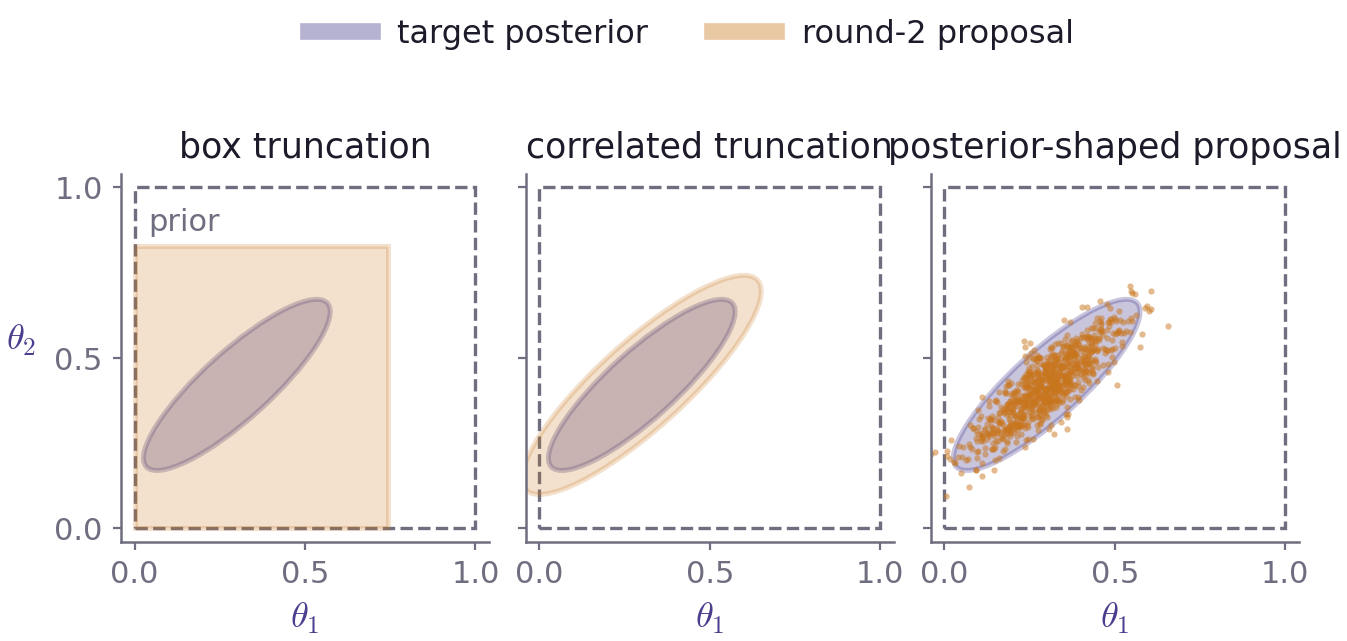 target posterior
round-2 proposal
box truncation
correlated truncation
posterior-shaped proposal
prior
1.0
0.5
0.0
θ2
0.0 0.5 1.0
0.0 0.5 1.0
0.0 0.5 1.0
θ1
θ1
θ1